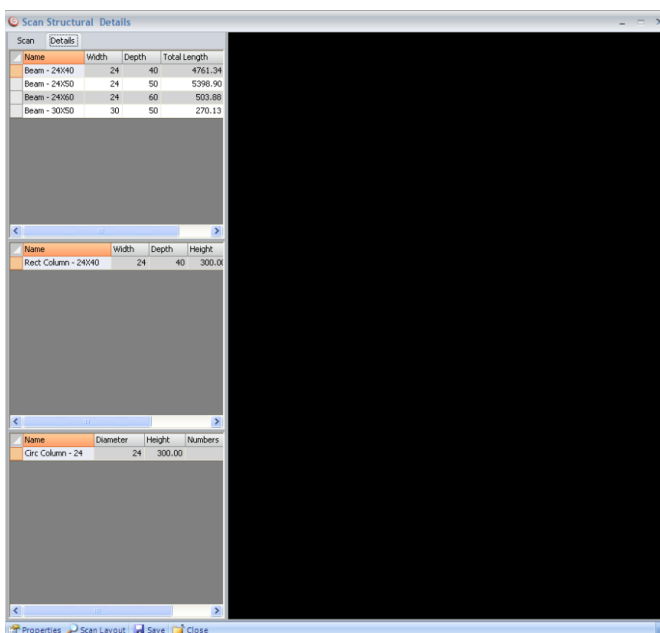 Scan Structural Details
Scan Details
Name Width Depth Total Length
Beam - 24X40 24 40 4761.34
Beam - 24X50 24 50 5398.90
Beam - 24X60 24 60 503.88
Beam - 30X50 30 50 270.13
Name Width Depth Height
Rect Column - 24X40 24 40 300.00
Name Diameter Height Numbers
Circ Column - 24 24 300.00
Properties Scan Layout Save Close